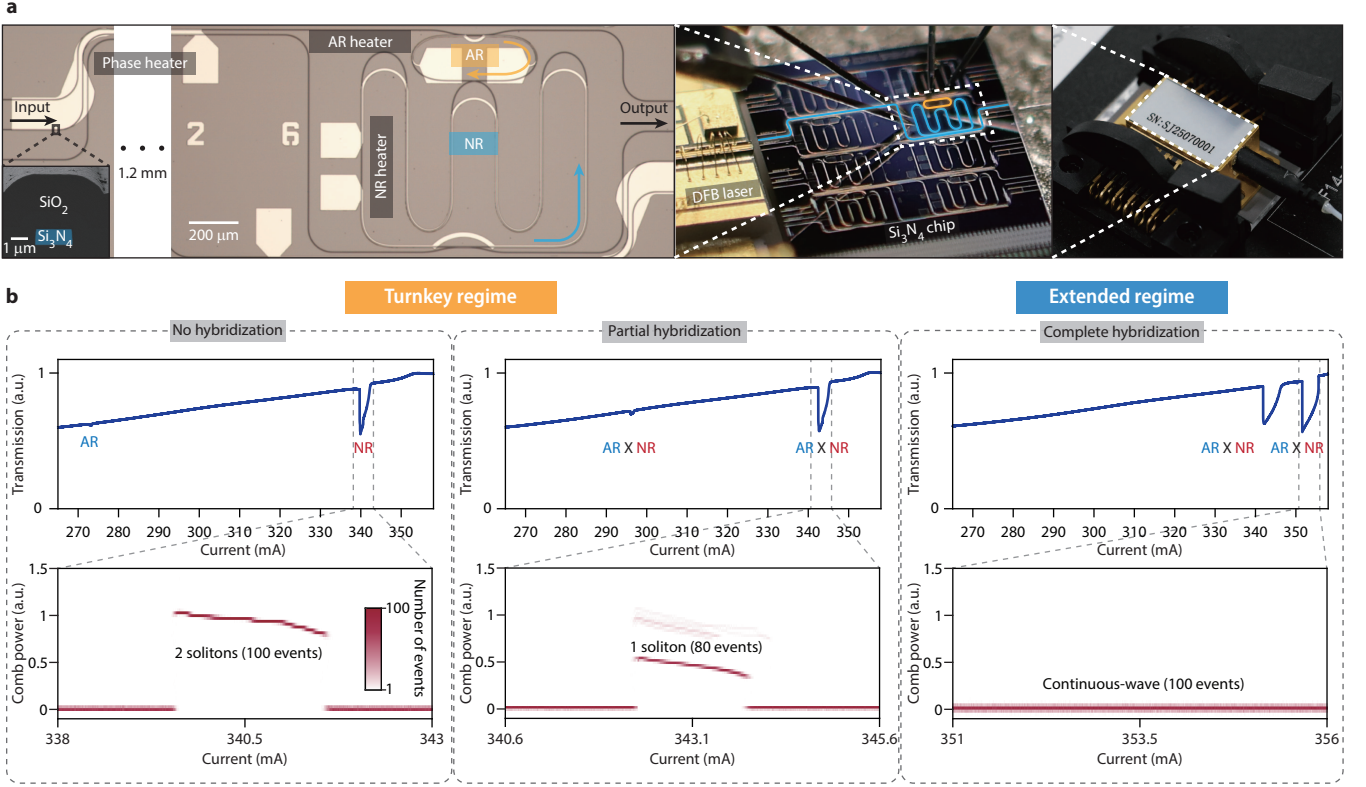 a
Phase heater
Input
SiO2
Si3N4
1 μm
1.2 mm
2
6
200 μm
AR heater
NR heater
AR
NR
Output
DFB laser
Si3N4 chip
SN:SJ25070001
514-
b
Turnkey regime
Extended regime
No hybridization
Transmission (a.u.)
1
0
AR
NR
270 280 290 300 310 320 330 340 350
Current (mA)
Comb power (a.u.)
1.5
1
0.5
0
2 solitons (100 events)
Number of events
100
1
338 340.5 343
Current (mA)
Partial hybridization
Transmission (a.u.)
1
0
AR X NR
AR X NR
270 280 290 300 310 320 330 340 350
Current (mA)
Comb power (a.u.)
1.5
1
0.5
0
1 soliton (80 events)
340.6 343.1 345.6
Current (mA)
Complete hybridization
Transmission (a.u.)
1
0
AR X NR
AR X NR
270 280 290 300 310 320 330 340 350
Current (mA)
Comb power (a.u.)
1.5
1
0.5
0
Continuous-wave (100 events)
351 353.5 356
Current (mA)